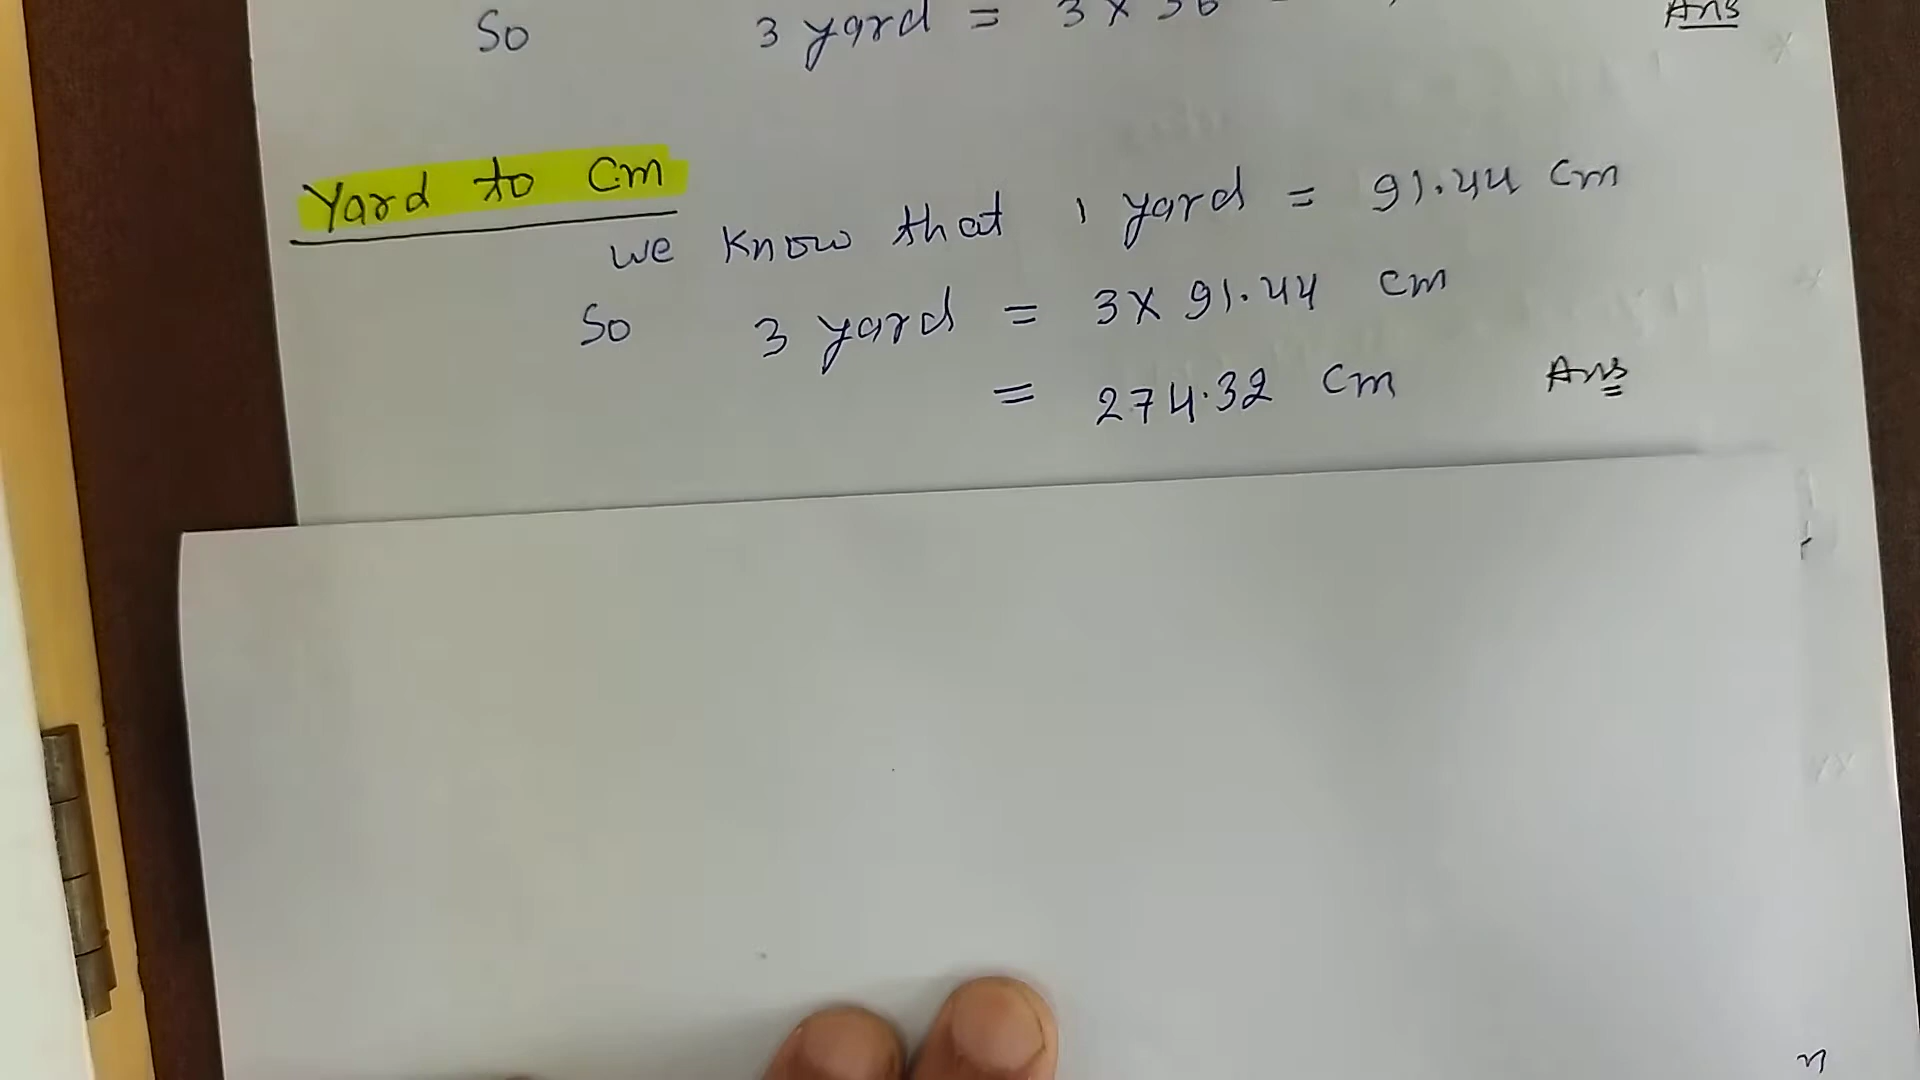 So 3 yard = 3 X 36 Ans
Yard to Cm
We Know that 1 yard = 91.44 Cm
So 3 yard = 3X 91.44 Cm
= 274.32 Cm Ans